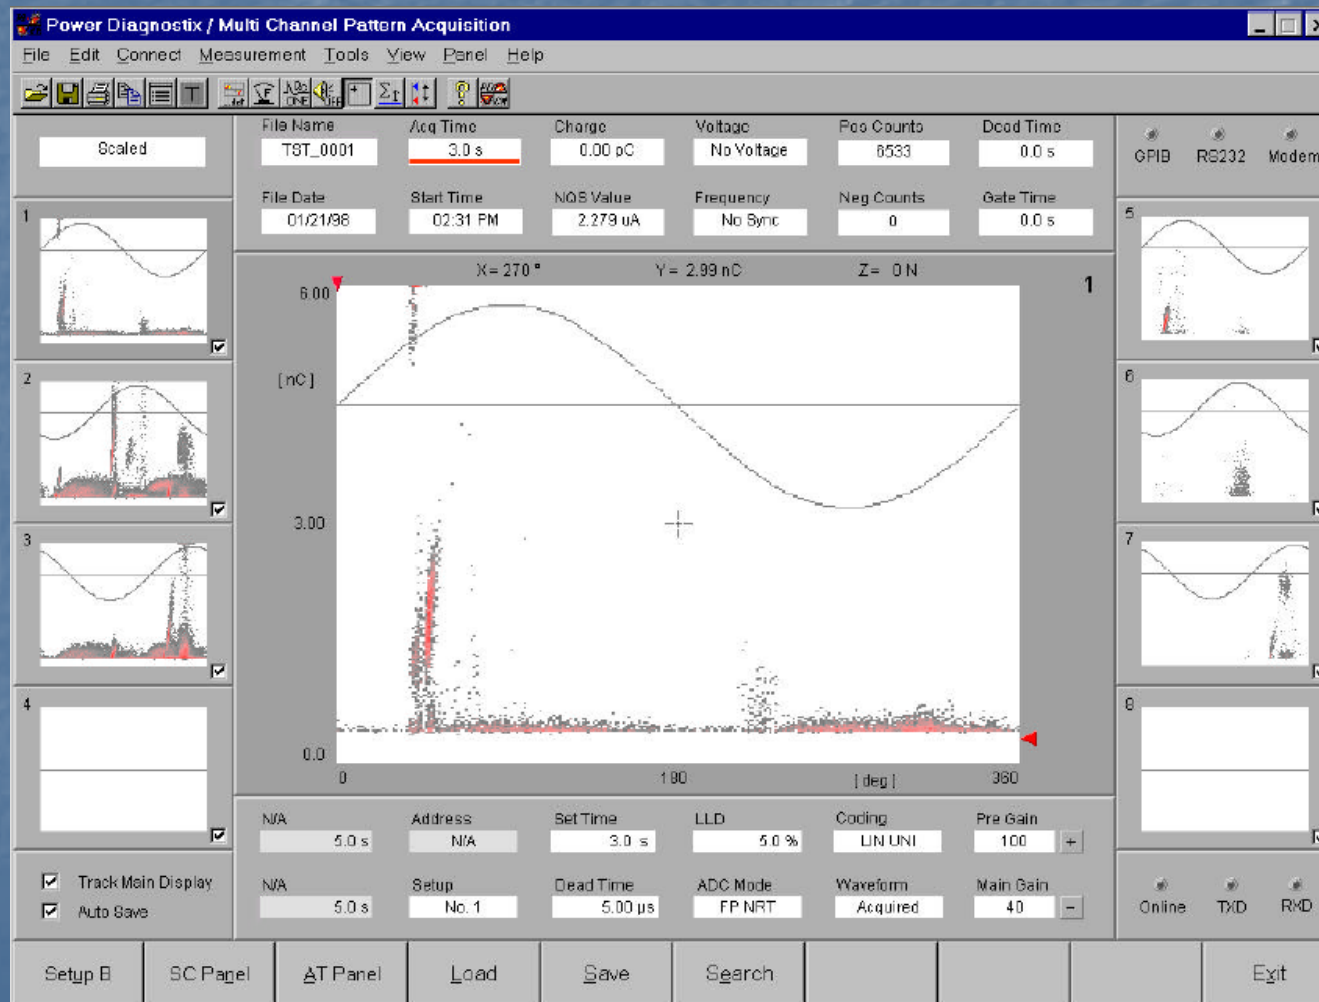 Power Diagnostix / Multi Channel Pattern Acquisition
File Edit Connect Measurement Tools View Panel Help
Scaled
File Name Acq Time Charge Voltage Pos Counts Dead Time
TST_0001 3.0 s 0.00 pC No Voltage 6533 0.0 s
File Date Start Time NQS Value Frequency Neg Counts Gate Time
01/21/98 02:31 PM 2.279 uA No Sync 0 0.0 s
GPIB RS232 Modem
1
2
3
4
X= 270 ° Y= 2.99 nC Z= 0 N
1
6.00
[nC]
3.00
0.0
0 180 [deg] 360
5
6
7
8
N/A Address Set Time LLD Coding Pre Gain
5.0 s N/A 3.0 s 5.0 % LIN UNI 100 +
N/A Setup Dead Time ADC Mode Waveform Main Gain
5.0 s No. 1 5.00 µs FP NRT Acquired 40 −
Track Main Display
Auto Save
Online TXD RXD
Setup B SC Panel AT Panel Load Save Search Exit